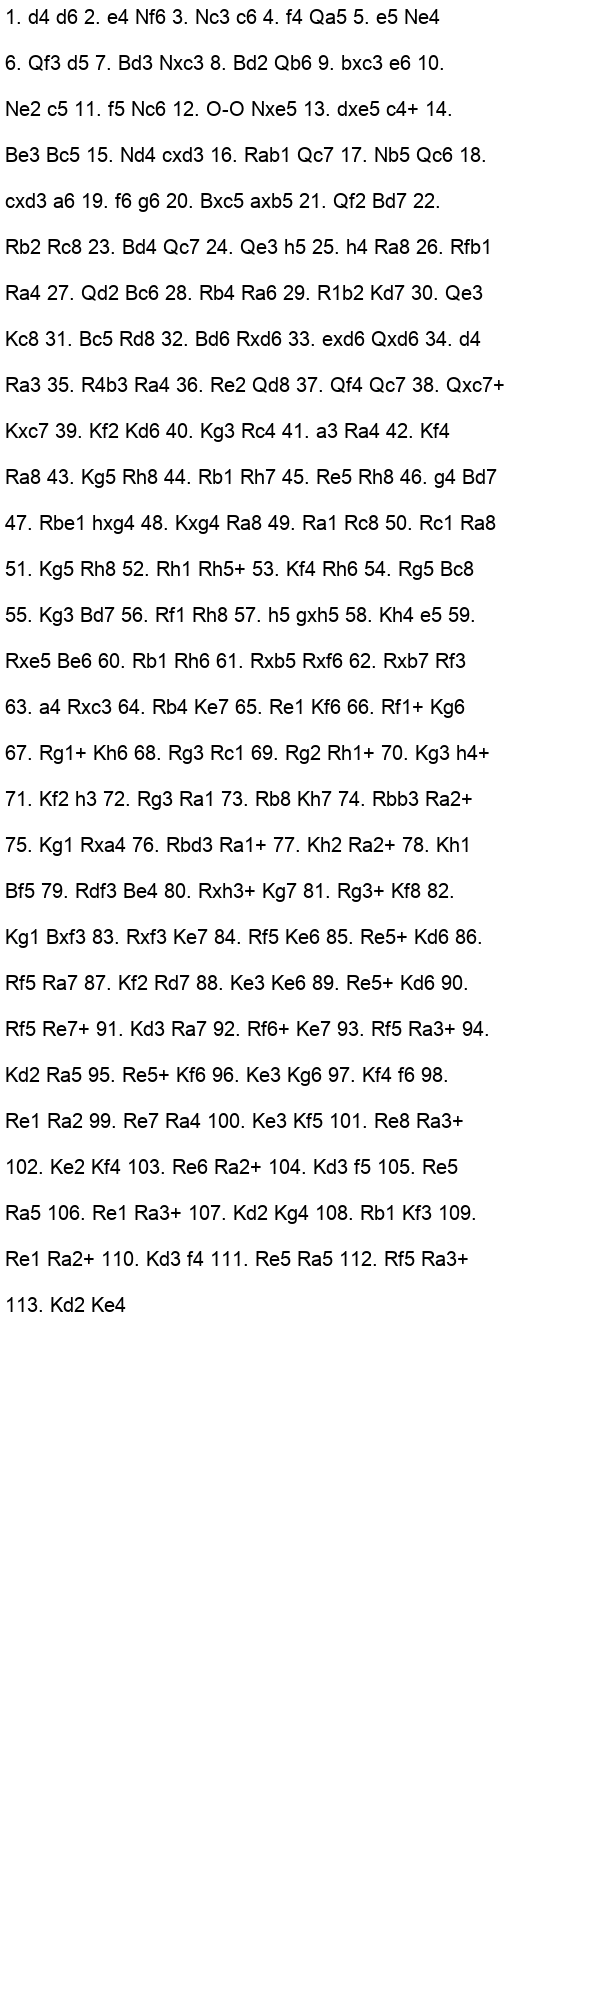 1. d4 d6 2. e4 Nf6 3. Nc3 c6 4. f4 Qa5 5. e5 Ne4
6. Qf3 d5 7. Bd3 Nxc3 8. Bd2 Qb6 9. bxc3 e6 10.
Ne2 c5 11. f5 Nc6 12. O-O Nxe5 13. dxe5 c4+ 14.
Be3 Bc5 15. Nd4 cxd3 16. Rab1 Qc7 17. Nb5 Qc6 18.
cxd3 a6 19. f6 g6 20. Bxc5 axb5 21. Qf2 Bd7 22.
Rb2 Rc8 23. Bd4 Qc7 24. Qe3 h5 25. h4 Ra8 26. Rfb1
Ra4 27. Qd2 Bc6 28. Rb4 Ra6 29. R1b2 Kd7 30. Qe3
Kc8 31. Bc5 Rd8 32. Bd6 Rxd6 33. exd6 Qxd6 34. d4
Ra3 35. R4b3 Ra4 36. Re2 Qd8 37. Qf4 Qc7 38. Qxc7+
Kxc7 39. Kf2 Kd6 40. Kg3 Rc4 41. a3 Ra4 42. Kf4
Ra8 43. Kg5 Rh8 44. Rb1 Rh7 45. Re5 Rh8 46. g4 Bd7
47. Rbe1 hxg4 48. Kxg4 Ra8 49. Ra1 Rc8 50. Rc1 Ra8
51. Kg5 Rh8 52. Rh1 Rh5+ 53. Kf4 Rh6 54. Rg5 Bc8
55. Kg3 Bd7 56. Rf1 Rh8 57. h5 gxh5 58. Kh4 e5 59.
Rxe5 Be6 60. Rb1 Rh6 61. Rxb5 Rxf6 62. Rxb7 Rf3
63. a4 Rxc3 64. Rb4 Ke7 65. Re1 Kf6 66. Rf1+ Kg6
67. Rg1+ Kh6 68. Rg3 Rc1 69. Rg2 Rh1+ 70. Kg3 h4+
71. Kf2 h3 72. Rg3 Ra1 73. Rb8 Kh7 74. Rbb3 Ra2+
75. Kg1 Rxa4 76. Rbd3 Ra1+ 77. Kh2 Ra2+ 78. Kh1
Bf5 79. Rdf3 Be4 80. Rxh3+ Kg7 81. Rg3+ Kf8 82.
Kg1 Bxf3 83. Rxf3 Ke7 84. Rf5 Ke6 85. Re5+ Kd6 86.
Rf5 Ra7 87. Kf2 Rd7 88. Ke3 Ke6 89. Re5+ Kd6 90.
Rf5 Re7+ 91. Kd3 Ra7 92. Rf6+ Ke7 93. Rf5 Ra3+ 94.
Kd2 Ra5 95. Re5+ Kf6 96. Ke3 Kg6 97. Kf4 f6 98.
Re1 Ra2 99. Re7 Ra4 100. Ke3 Kf5 101. Re8 Ra3+
102. Ke2 Kf4 103. Re6 Ra2+ 104. Kd3 f5 105. Re5
Ra5 106. Re1 Ra3+ 107. Kd2 Kg4 108. Rb1 Kf3 109.
Re1 Ra2+ 110. Kd3 f4 111. Re5 Ra5 112. Rf5 Ra3+
113. Kd2 Ke4